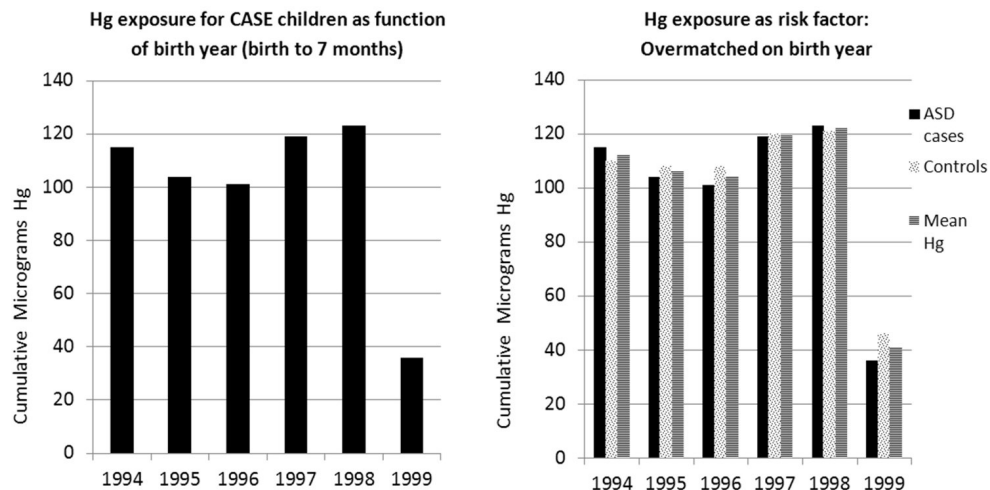 Hg exposure for CASE children as function
of birth year (birth to 7 months)
140
120
100
80
60
40
20
0
Cumulative Micrograms Hg
1994 1995 1996 1997 1998 1999
Hg exposure as risk factor:
Overmatched on birth year
140
120
100
80
60
40
20
0
Cumulative Micrograms Hg
1994 1995 1996 1997 1998 1999
ASD
cases
Controls
Mean
Hg